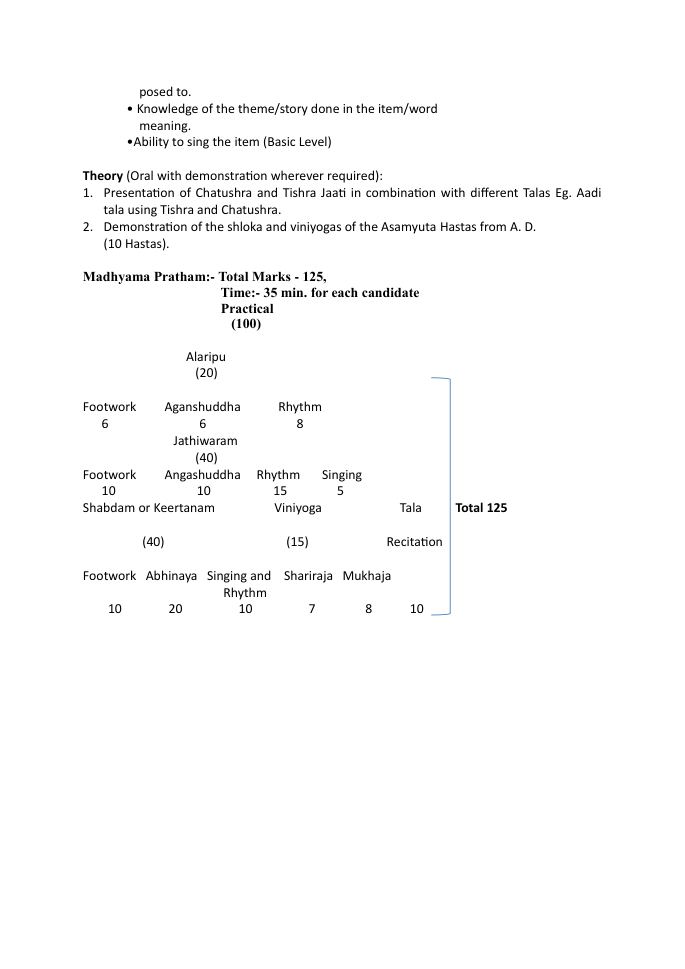 posed to.
• Knowledge of the theme/story done in the item/word
meaning.
•Ability to sing the item (Basic Level)
Theory (Oral with demonstration wherever required):
1. Presentation of Chatushra and Tishra Jaati in combination with different Talas Eg. Aadi
tala using Tishra and Chatushra.
2. Demonstration of the shloka and viniyogas of the Asamyuta Hastas from A. D.
(10 Hastas).
Madhyama Pratham:- Total Marks - 125,
Time:- 35 min. for each candidate
Practical
(100)
Alaripu
(20)
Footwork Aganshuddha Rhythm
6 6 8
Jathiwaram
(40)
Footwork Angashuddha Rhythm Singing
10 10 15 5
Shabdam or Keertanam Viniyoga Tala Total 125
(40) (15) Recitation
Footwork Abhinaya Singing and Shariraja Mukhaja
Rhythm
10 20 10 7 8 10